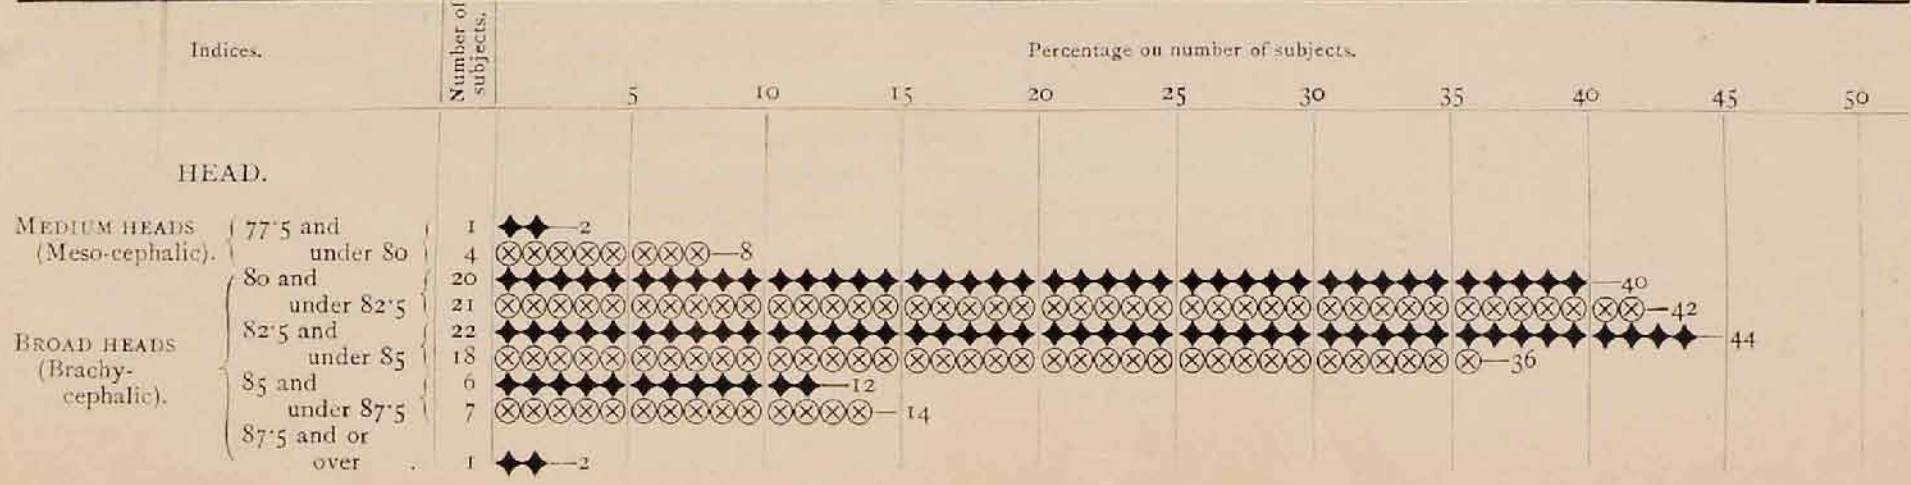 Indices.
Number of subjects.
Percentage on number of subjects.
5 10 15 20 25 30 35 40 45 50
HEAD.
MEDIUM HEADS { 77·5 and { 1 —2
(Meso-cephalic). under 80 4 —8
80 and 20 —40
under 82·5 21 —42
BROAD HEADS 82·5 and 22 —44
(Brachy- under 85 18 —36
cephalic). 85 and 6 —12
under 87·5 7 —14
87·5 and or
over . 1 —2